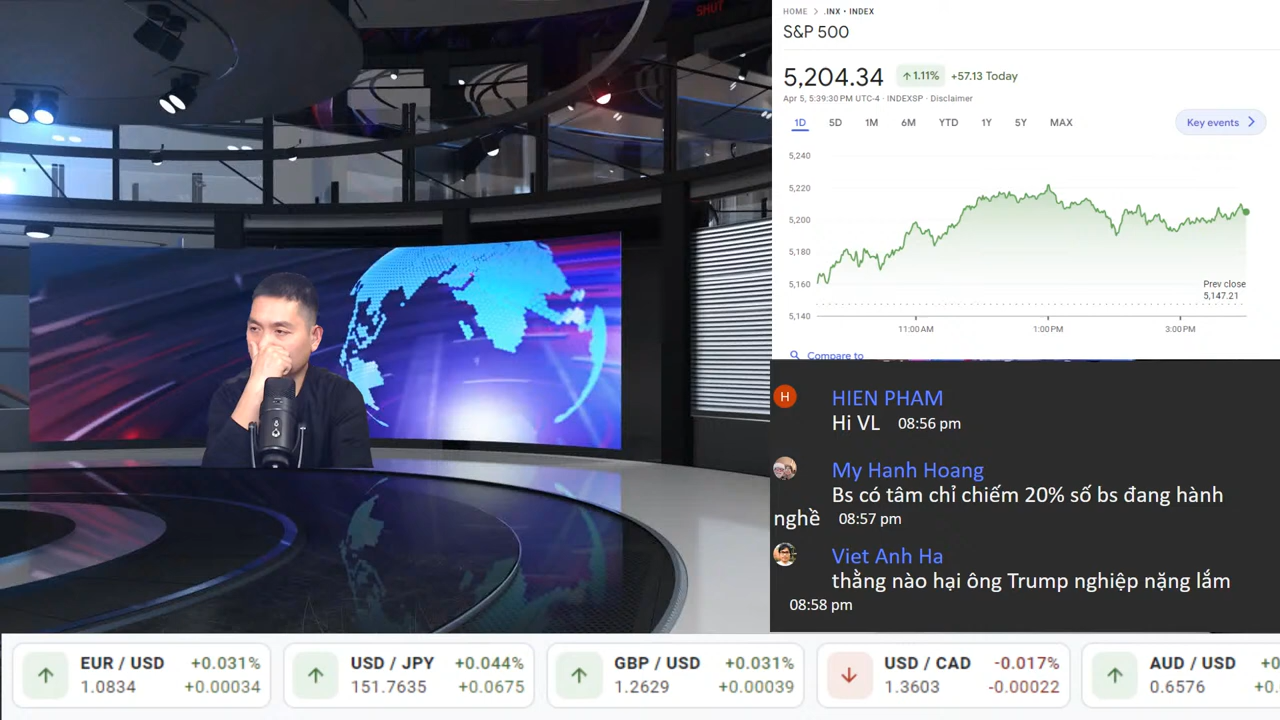 SHUT
HOME > .INX • INDEX
S&P 500
5,204.34 ↑1.11% +57.13 Today
Apr 5, 5:39:30 PM UTC-4 · INDEXSP · Disclaimer
1D 5D 1M 6M YTD 1Y 5Y MAX Key events >
5,240
5,220
5,200
5,180
5,160
5,140
Prev close
5,147.21
11:00 AM 1:00 PM 3:00 PM
Compare to
H HIEN PHAM
Hi VL 08:56 pm
My Hanh Hoang
Bs có tâm chỉ chiếm 20% số bs đang hành
nghề 08:57 pm
Viet Anh Ha
thằng nào hại ông Trump nghiệp nặng lắm
08:58 pm
EUR / USD +0.031%
1.0834 +0.00034
USD / JPY +0.044%
151.7635 +0.0675
GBP / USD +0.031%
1.2629 +0.00039
USD / CAD -0.017%
1.3603 -0.00022
AUD / USD
0.6576